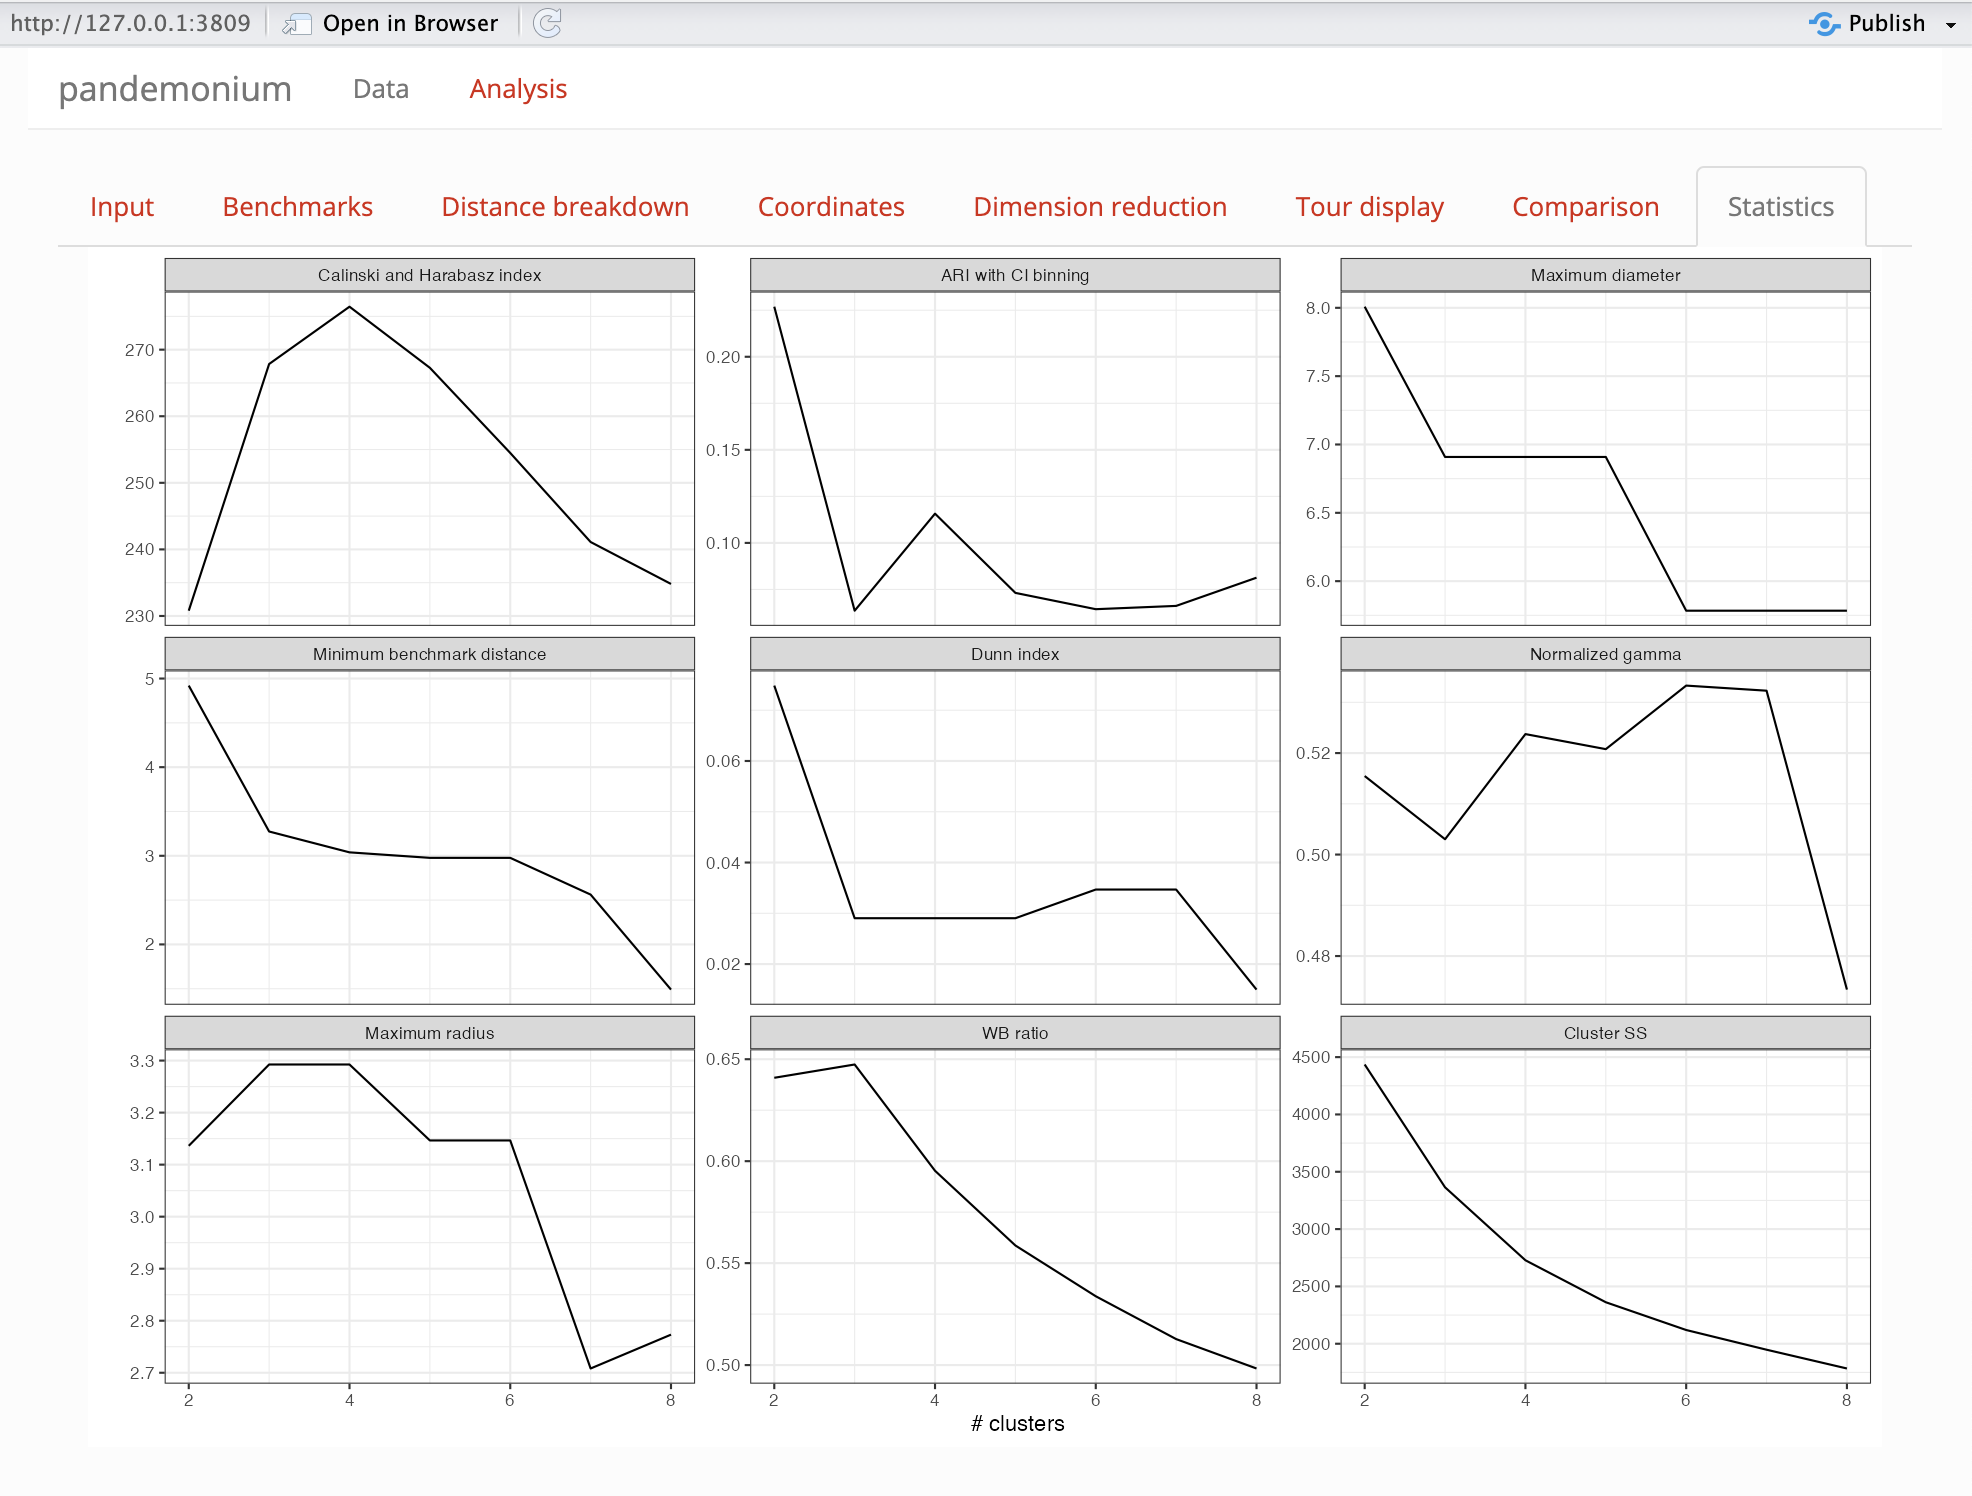 http://127.0.0.1:3809 Open in Browser Publish
pandemonium Data Analysis
Input Benchmarks Distance breakdown Coordinates Dimension reduction Tour display Comparison Statistics
Calinski and Harabasz index
270
260
250
240
230
ARI with CI binning
0.20
0.15
0.10
Maximum diameter
8.0
7.5
7.0
6.5
6.0
Minimum benchmark distance
5
4
3
2
Dunn index
0.06
0.04
0.02
Normalized gamma
0.52
0.50
0.48
Maximum radius
3.3
3.2
3.1
3.0
2.9
2.8
2.7
2 4 6 8
WB ratio
0.65
0.60
0.55
0.50
2 4 6 8
Cluster SS
4500
4000
3500
3000
2500
2000
2 4 6 8
# clusters